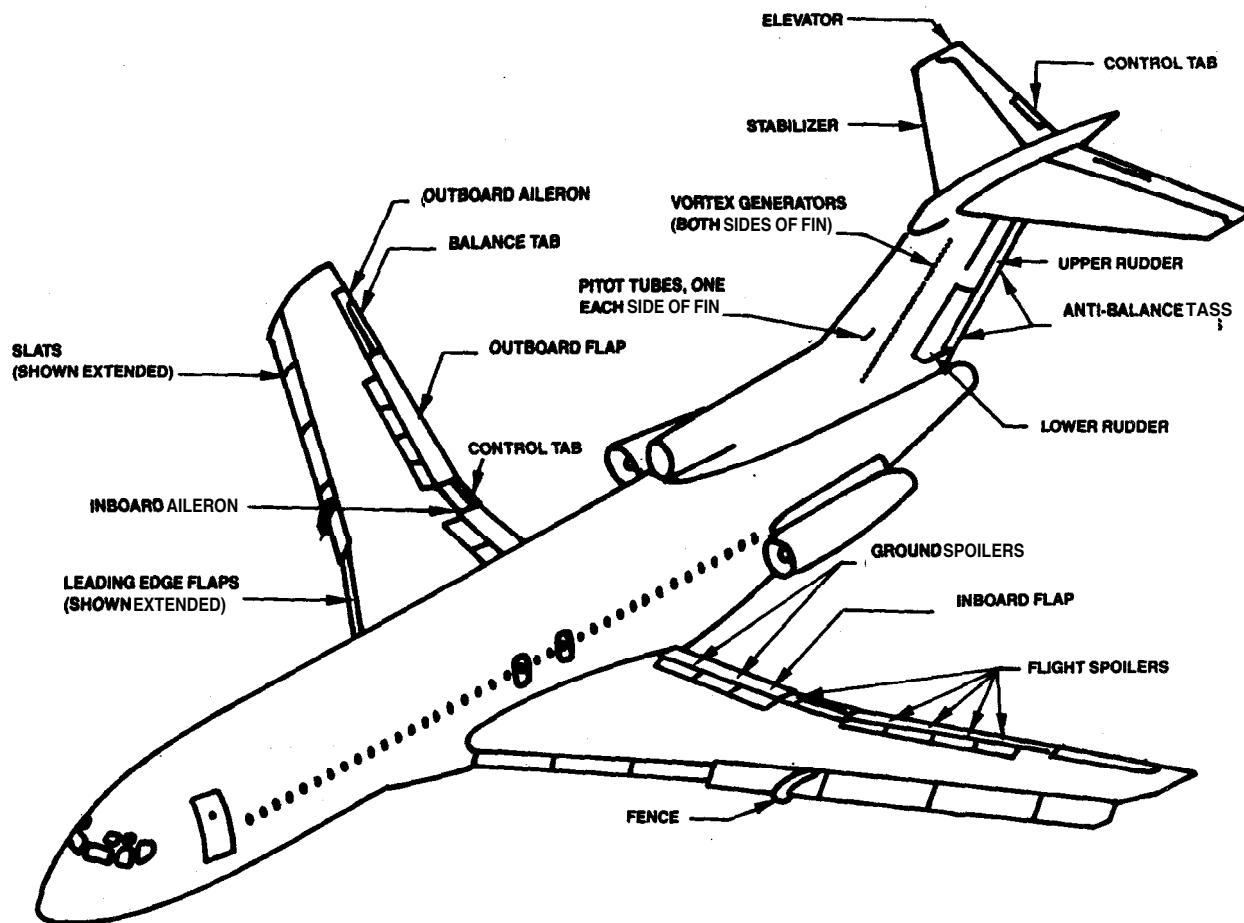 ELEVATOR
CONTROL TAB
STABILIZER
OUTBOARD AILERON
VORTEX GENERATORS
(BOTH SIDES OF FIN)
BALANCE TAB
UPPER RUDDER
PITOT TUBES, ONE
EACH SIDE OF FIN
ANTI-BALANCE TASS
SLATS
(SHOWN EXTENDED)
OUTBOARD FLAP
LOWER RUDDER
CONTROL TAB
INBOARD AILERON
GROUND SPOILERS
LEADING EDGE FLAPS
(SHOWN EXTENDED)
INBOARD FLAP
FLIGHT SPOILERS
FENCE